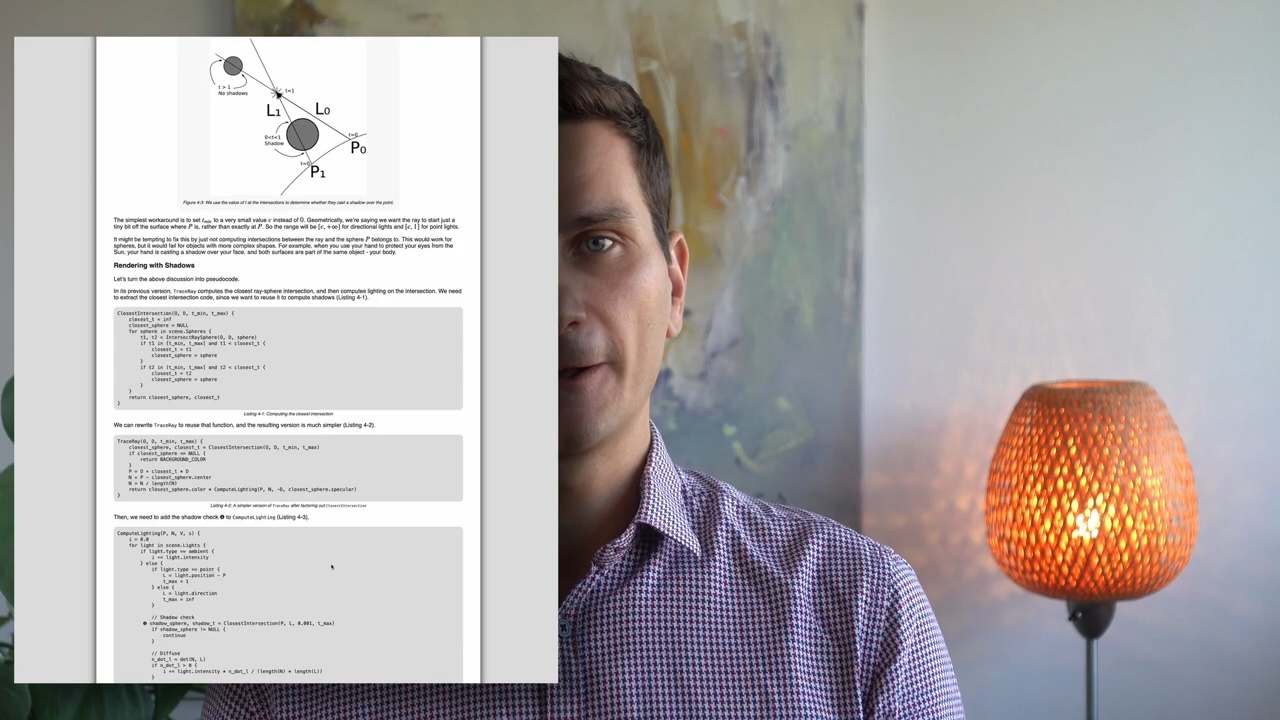 t=1
t > 1
No shadows
L₁
L₀
0<t<1
Shadow
t=0
P₀
t=0
P₁
Figure 4-3: We use the value of t at the intersections to determine whether they cast a shadow over the point.
The simplest workaround is to set tmin to a very small value ϵ instead of 0. Geometrically, we're saying we want the ray to start just a
tiny bit off the surface where P is, rather than exactly at P. So the range will be [ϵ, +∞] for directional lights and [ϵ, 1] for point lights.
It might be tempting to fix this by just not computing intersections between the ray and the sphere P belongs to. This would work for
spheres, but it would fail for objects with more complex shapes. For example, when you use your hand to protect your eyes from the
Sun, your hand is casting a shadow over your face, and both surfaces are part of the same object - your body.
Rendering with Shadows
Let's turn the above discussion into pseudocode.
In its previous version, TraceRay computes the closest ray-sphere intersection, and then computes lighting on the intersection. We need
to extract the closest intersection code, since we want to reuse it to compute shadows (Listing 4-1).
ClosestIntersection(O, D, t_min, t_max) {
closest_t = inf
closest_sphere = NULL
for sphere in scene.Spheres {
t1, t2 = IntersectRaySphere(O, D, sphere)
if t1 in [t_min, t_max] and t1 < closest_t {
closest_t = t1
closest_sphere = sphere
}
if t2 in [t_min, t_max] and t2 < closest_t {
closest_t = t2
closest_sphere = sphere
}
}
return closest_sphere, closest_t
}
Listing 4-1: Computing the closest intersection
We can rewrite TraceRay to reuse that function, and the resulting version is much simpler (Listing 4-2).
TraceRay(O, D, t_min, t_max) {
closest_sphere, closest_t = ClosestIntersection(O, D, t_min, t_max)
if closest_sphere == NULL {
return BACKGROUND_COLOR
}
P = O + closest_t * D
N = P - closest_sphere.center
N = N / length(N)
return closest_sphere.color * ComputeLighting(P, N, -D, closest_sphere.specular)
}
Listing 4-2: A simpler version of TraceRay after factoring out ClosestIntersection
Then, we need to add the shadow check ❶ to ComputeLighting (Listing 4-3).
ComputeLighting(P, N, V, s) {
i = 0.0
for light in scene.Lights {
if light.type == ambient {
i += light.intensity
} else {
if light.type == point {
L = light.position - P
t_max = 1
} else {
L = light.direction
t_max = inf
}
// Shadow check
❶ shadow_sphere, shadow_t = ClosestIntersection(P, L, 0.001, t_max)
if shadow_sphere != NULL {
continue
}
// Diffuse
n_dot_l = dot(N, L)
if n_dot_l > 0 {
i += light.intensity * n_dot_l / (length(N) * length(L))
}